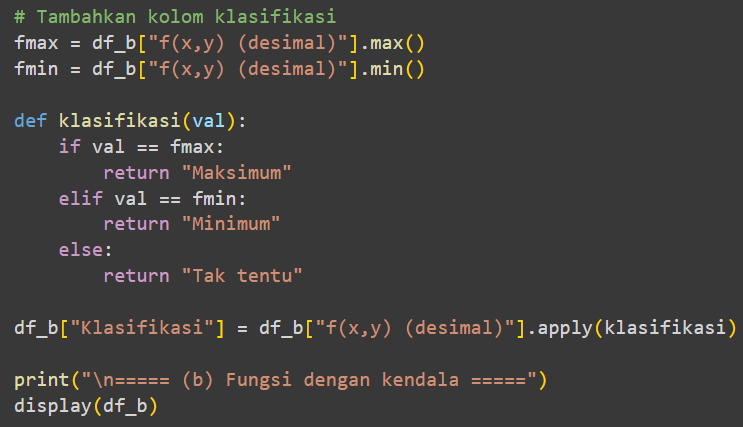 # Tambahkan kolom klasifikasi
fmax = df_b["f(x,y) (desimal)"].max()
fmin = df_b["f(x,y) (desimal)"].min()

def klasifikasi(val):
    if val == fmax:
        return "Maksimum"
    elif val == fmin:
        return "Minimum"
    else:
        return "Tak tentu"

df_b["Klasifikasi"] = df_b["f(x,y) (desimal)"].apply(klasifikasi)

print("\n===== (b) Fungsi dengan kendala =====")
display(df_b)